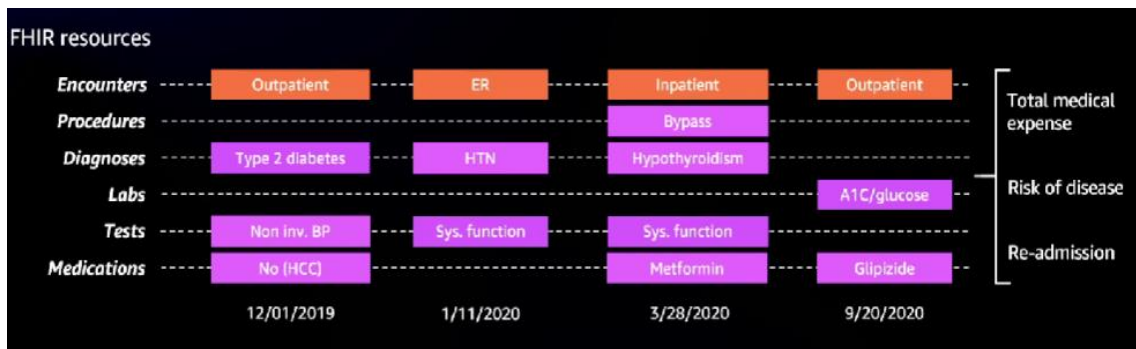 FHIR resources
Encounters Outpatient ER Inpatient Outpatient
Procedures Bypass
Diagnoses Type 2 diabetes HTN Hypothyroidism
Labs A1C/glucose
Tests Non inv. BP Sys. function Sys. function
Medications No (HCC) Metformin Glipizide
12/01/2019 1/11/2020 3/28/2020 9/20/2020
Total medical
expense
Risk of disease
Re-admission